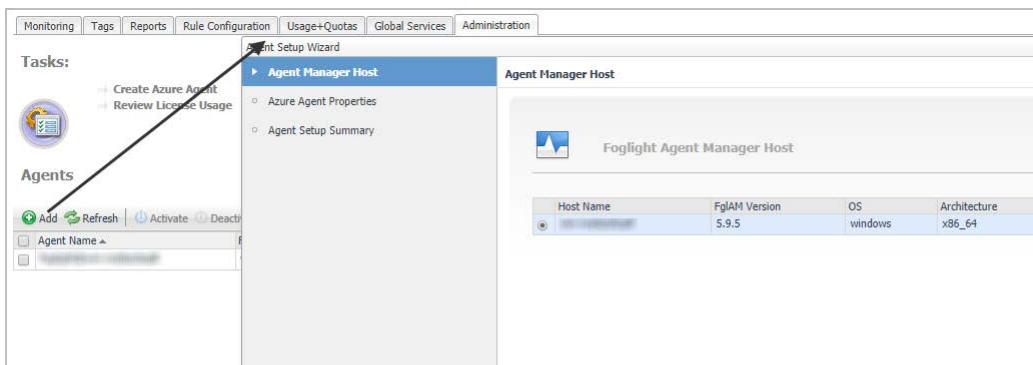 Monitoring Tags Reports Rule Configuration Usage+Quotas Global Services Administration
Tasks:
Create Azure Agent
Review License Usage
Agents
Add Refresh Activate Deacti
Agent Name
Agent Setup Wizard
Agent Manager Host
Azure Agent Properties
Agent Setup Summary
Agent Manager Host
Foglight Agent Manager Host
Host Name FglAM Version OS Architecture
5.9.5 windows x86_64